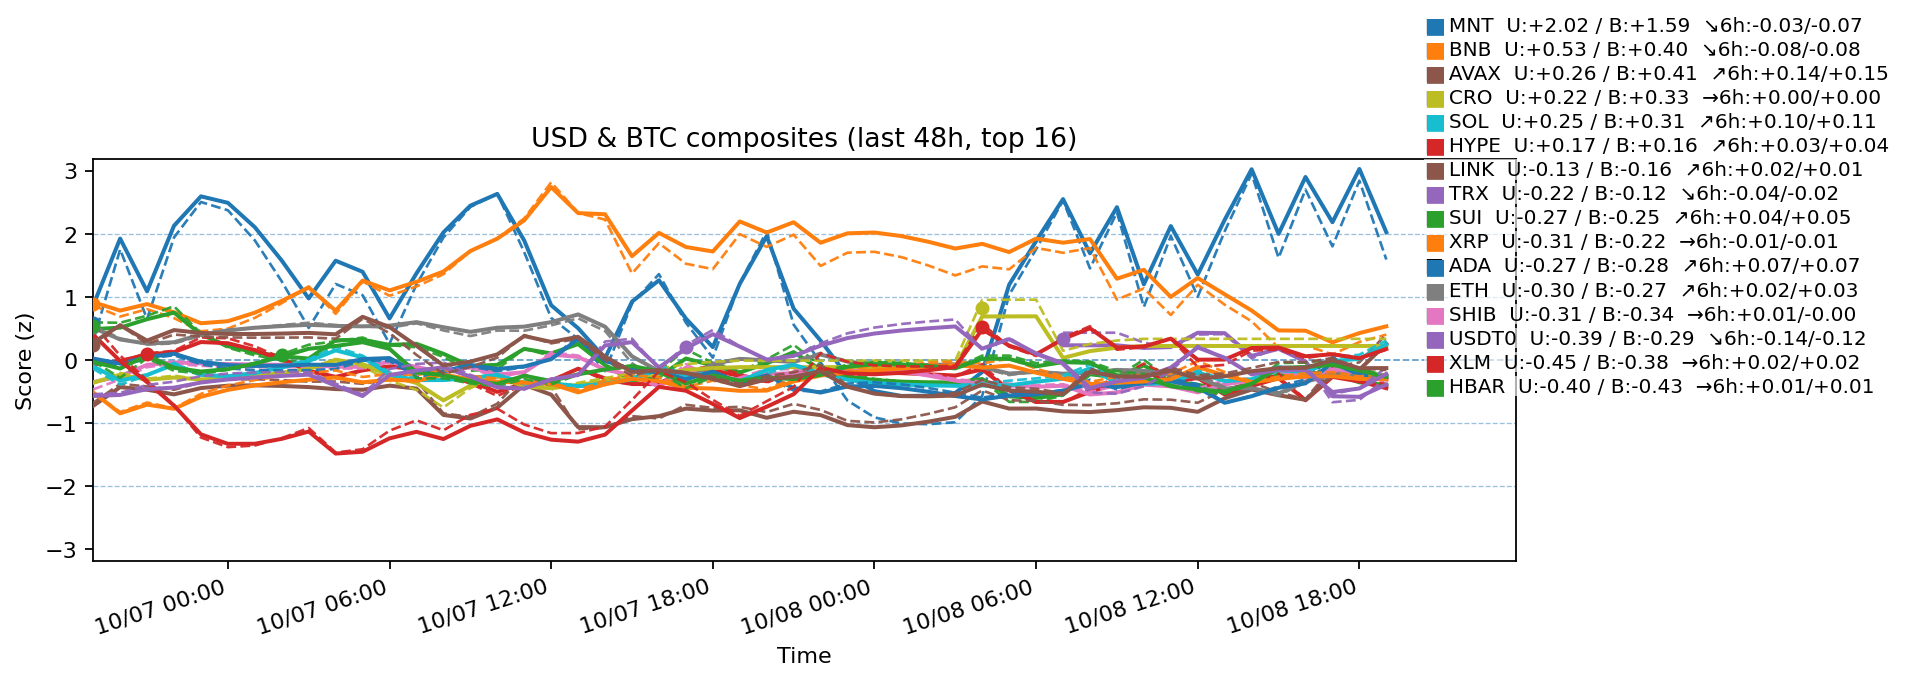 MNT  U:+2.02 / B:+1.59  ↘6h:-0.03/-0.07
BNB  U:+0.53 / B:+0.40  ↘6h:-0.08/-0.08
AVAX  U:+0.26 / B:+0.41  ↗6h:+0.14/+0.15
CRO  U:+0.22 / B:+0.33  →6h:+0.00/+0.00
SOL  U:+0.25 / B:+0.31  ↗6h:+0.10/+0.11
HYPE  U:+0.17 / B:+0.16  ↗6h:+0.03/+0.04
LINK  U:-0.13 / B:-0.16  ↗6h:+0.02/+0.01
TRX  U:-0.22 / B:-0.12  ↘6h:-0.04/-0.02
SUI  U:-0.27 / B:-0.25  ↗6h:+0.04/+0.05
XRP  U:-0.31 / B:-0.22  →6h:-0.01/-0.01
ADA  U:-0.27 / B:-0.28  ↗6h:+0.07/+0.07
ETH  U:-0.30 / B:-0.27  ↗6h:+0.02/+0.03
SHIB  U:-0.31 / B:-0.34  →6h:+0.01/-0.00
USDT0  U:-0.39 / B:-0.29  ↘6h:-0.14/-0.12
XLM  U:-0.45 / B:-0.38  →6h:+0.02/+0.02
HBAR  U:-0.40 / B:-0.43  →6h:+0.01/+0.01
USD & BTC composites (last 48h, top 16)
Score (z)
3
2
1
0
−1
−2
−3
10/07 00:00
10/07 06:00
10/07 12:00
10/07 18:00
10/08 00:00
10/08 06:00
10/08 12:00
10/08 18:00
Time